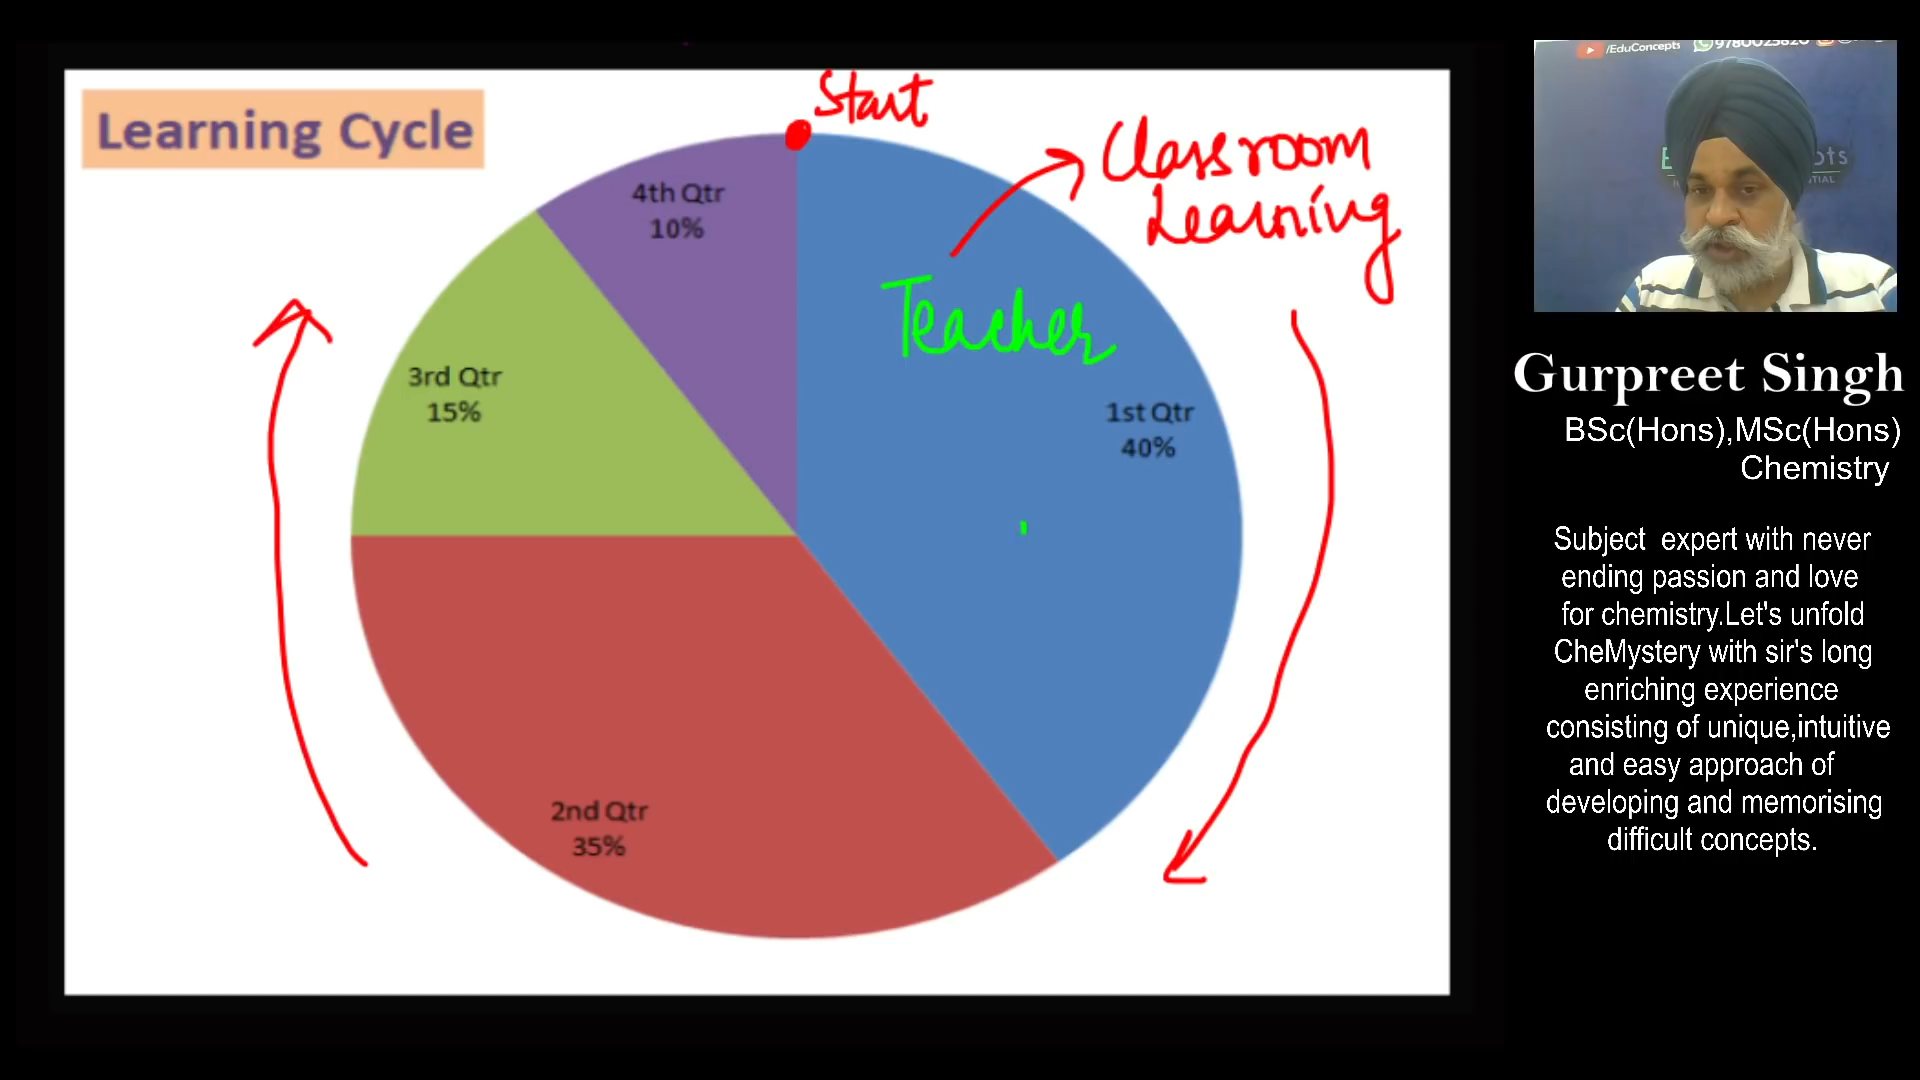 Learning Cycle
Start
Classroom
Learning
Teacher
4th Qtr
10%
3rd Qtr
15%
1st Qtr
40%
2nd Qtr
35%
/EduConcepts
Gurpreet Singh
BSc(Hons),MSc(Hons)
Chemistry
Subject expert with never
ending passion and love
for chemistry.Let's unfold
CheMystery with sir's long
enriching experience
consisting of unique,intuitive
and easy approach of
developing and memorising
difficult concepts.